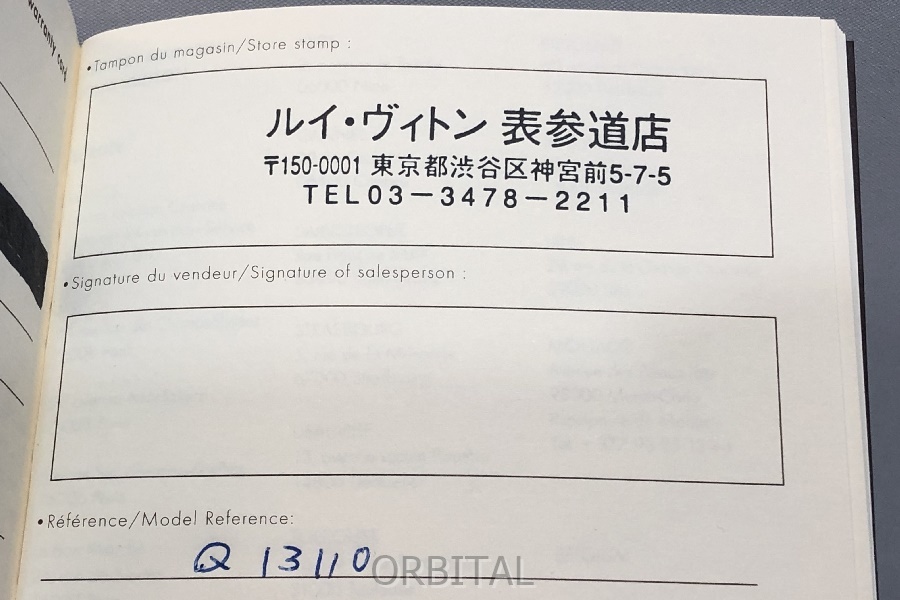 warranty card
•Tampon du magasin/Store stamp :
ルイ・ヴィトン 表参道店
〒150-0001 東京都渋谷区神宮前5-7-5
TEL03-3478-2211
•Signature du vendeur/Signature of salesperson :
•Référence/Model Reference:
Q 13110
ORBITAL